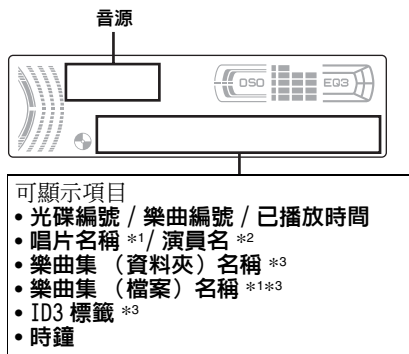 音源
DSO EQ3
可顯示項目
• 光碟編號 / 樂曲編號 / 已播放時間
• 唱片名稱 *1/ 演員名 *2
• 樂曲集 （資料夾）名稱 *3
• 樂曲集 （檔案）名稱 *1*3
• ID3 標籤 *3
• 時鐘